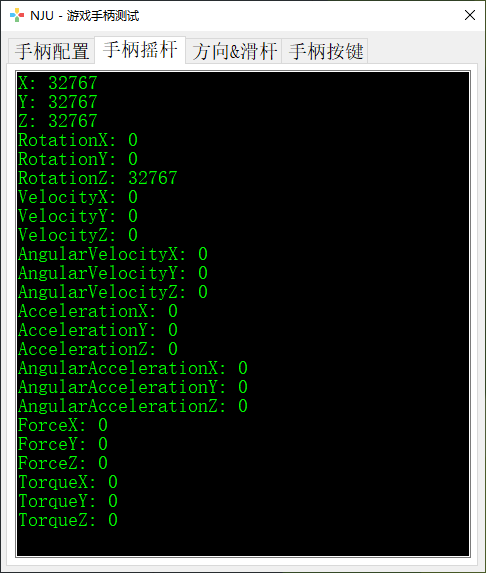 NJU - 游戏手柄测试
手柄配置 手柄摇杆 方向&滑杆 手柄按键
X: 32767
Y: 32767
Z: 32767
RotationX: 0
RotationY: 0
RotationZ: 32767
VelocityX: 0
VelocityY: 0
VelocityZ: 0
AngularVelocityX: 0
AngularVelocityY: 0
AngularVelocityZ: 0
AccelerationX: 0
AccelerationY: 0
AccelerationZ: 0
AngularAccelerationX: 0
AngularAccelerationY: 0
AngularAccelerationZ: 0
ForceX: 0
ForceY: 0
ForceZ: 0
TorqueX: 0
TorqueY: 0
TorqueZ: 0